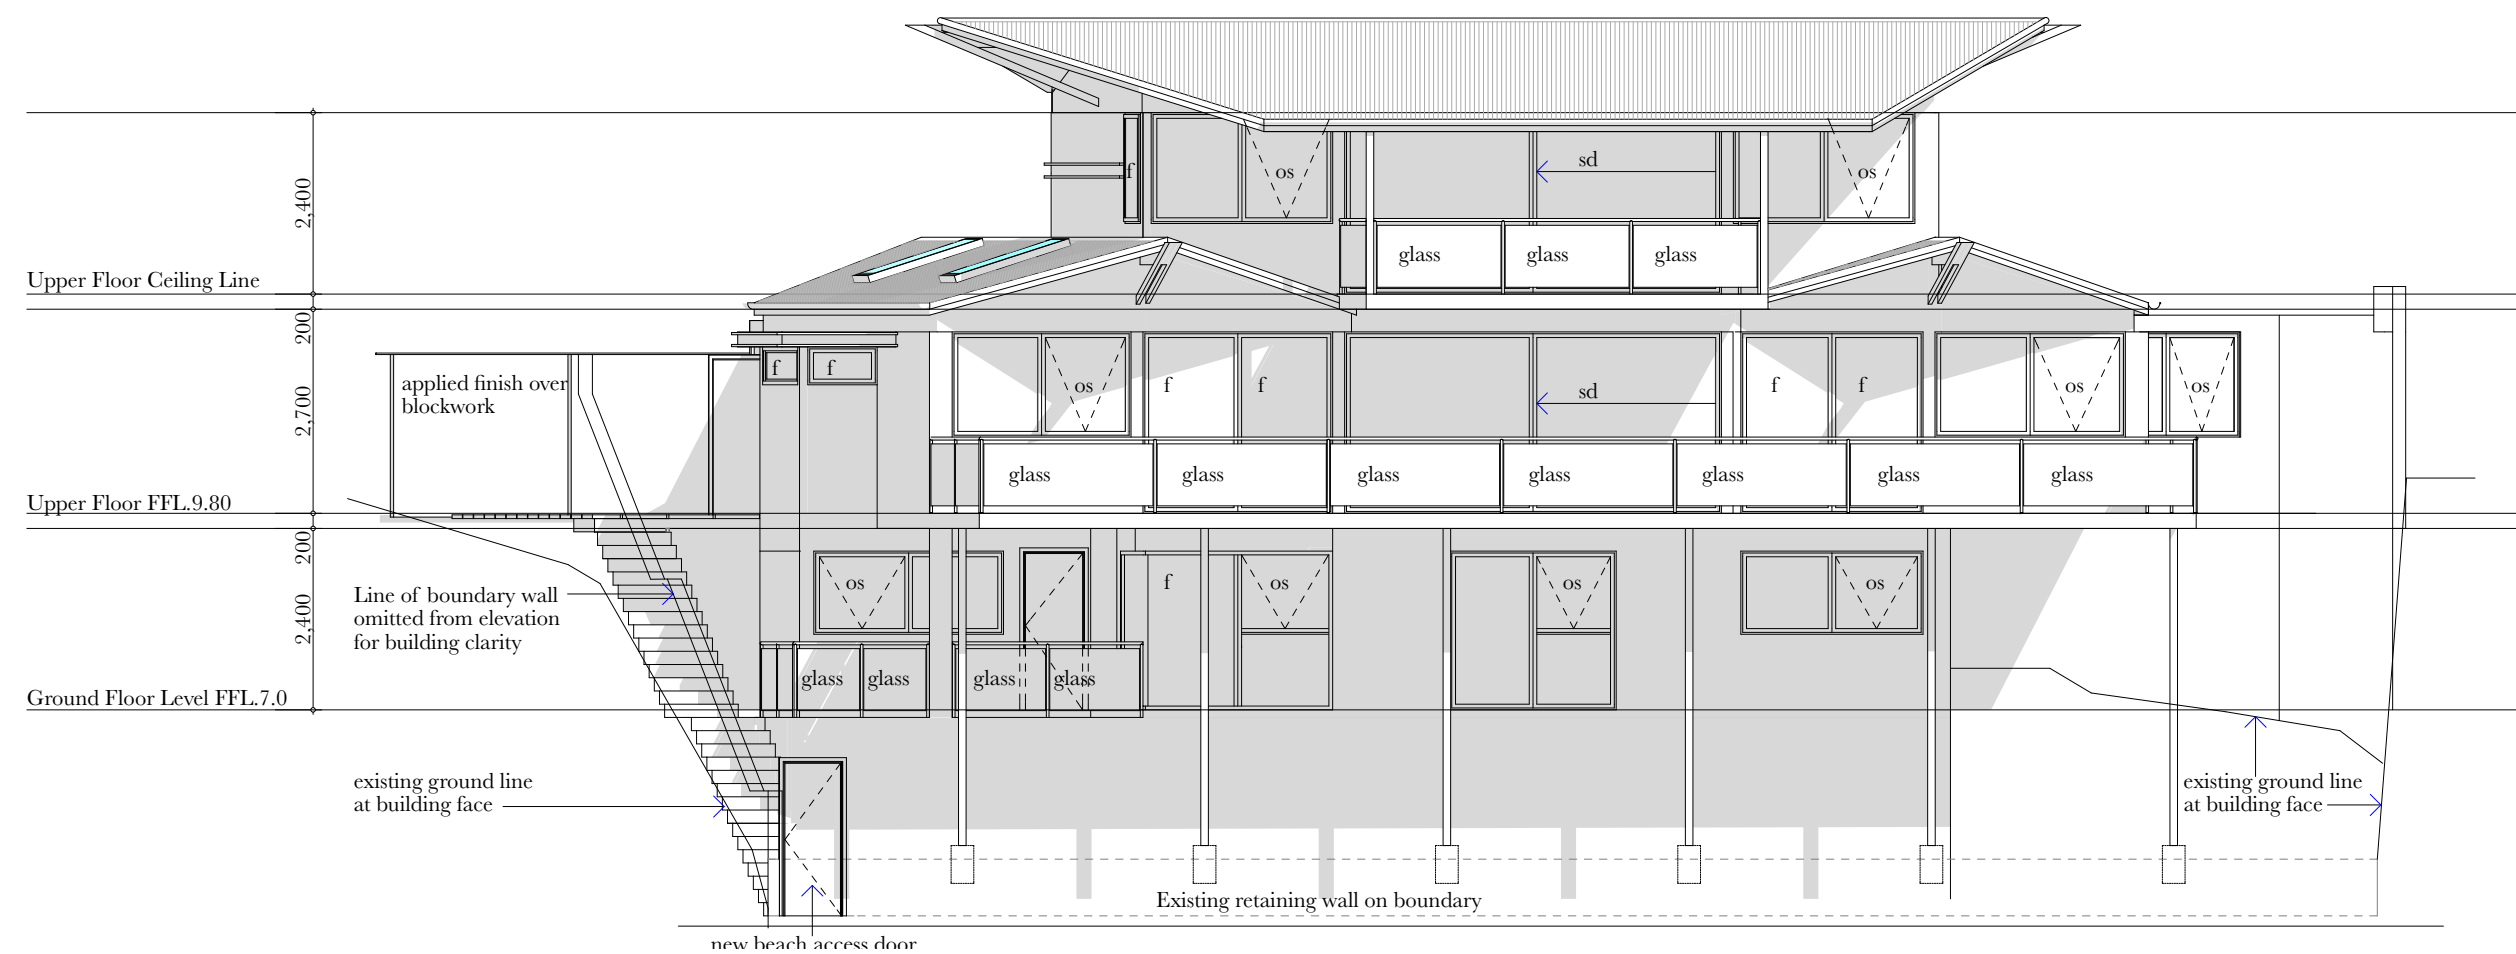 2,400
f
os
sd
os
glass
glass
glass
Upper Floor Ceiling Line
200
2,700
applied finish over
blockwork
f
f
os
f
f
sd
f
f
os
os
glass
glass
glass
glass
glass
glass
glass
Upper Floor FFL.9.80
200
2,400
Line of boundary wall
omitted from elevation
for building clarity
os
f
os
os
os
glass
glass
glass
glass
Ground Floor Level FFL.7.0
existing ground line
at building face
existing ground line
at building face
Existing retaining wall on boundary
new beach access door